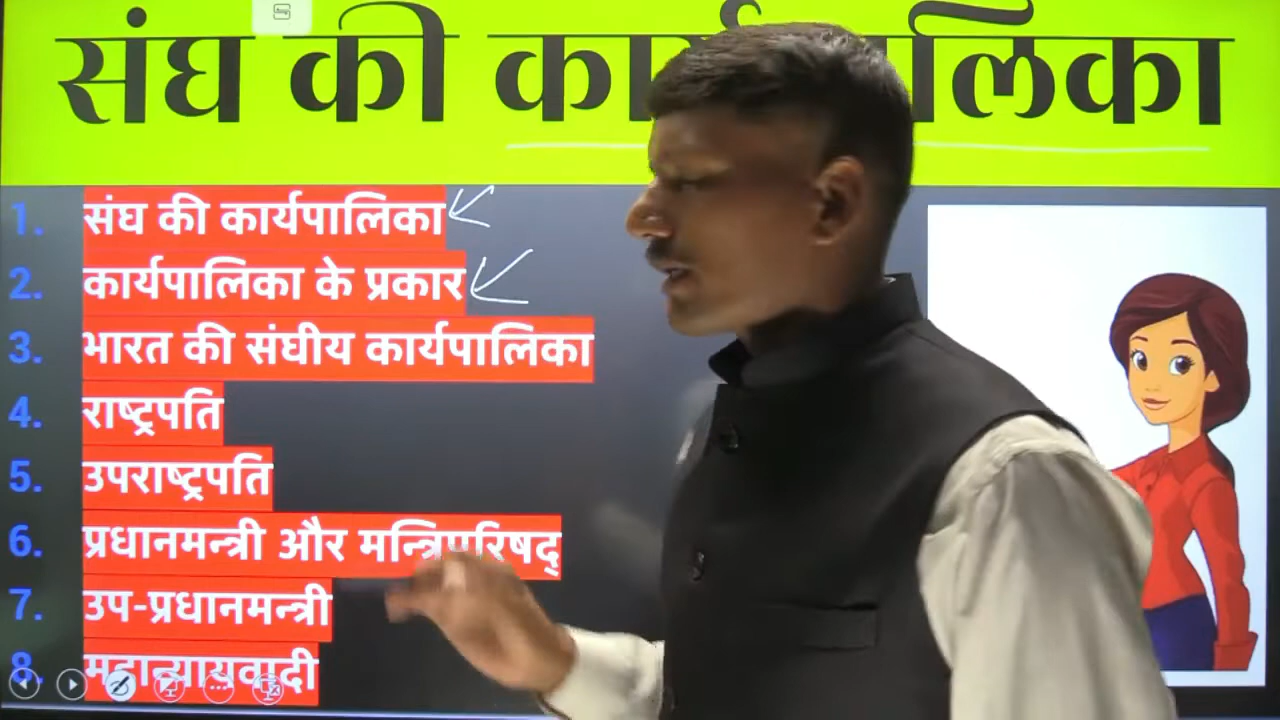 संघ की
1. संघ की कार्यपालिका
2. कार्यपालिका के प्रकार
3. भारत की संघीय कार्यपालिका
4. राष्ट्रपति
5. उपराष्ट्रपति
6. प्रधानमन्त्री और मन्त्रिपरिषद्
7. उप-प्रधानमन्त्री
8. महान्यायवादी